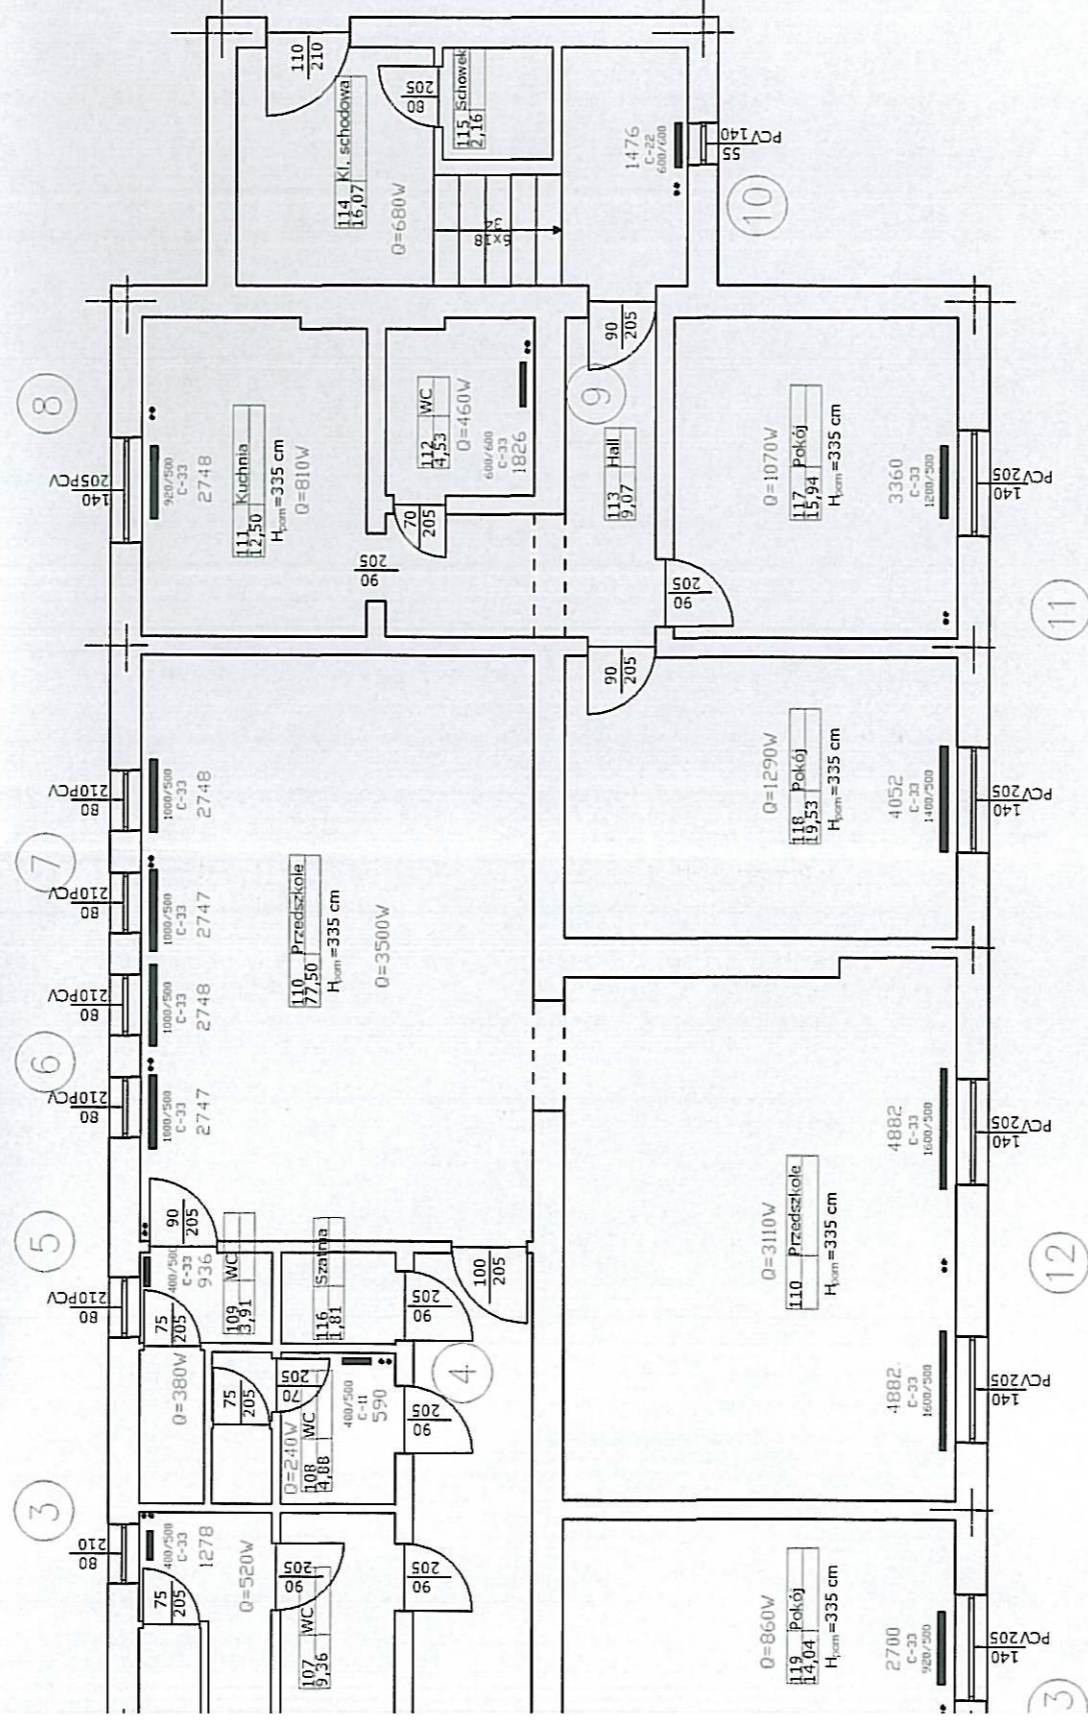 110
210
114 Kl. schodowa
16,07
Q=680W
80
205
115 Schowek
2,16
6x18
34
1476
C-22
600/600
55
PCV140
10
8
140
205PCV
920/500
C-33
2748
111 Kuchnia
12,50
Hpom=335 cm
Q=810W
112 WC
4,53
Q=460W
600/600
C-33
1826
70
205
90
205
9
90
205
113 Hall
9,07
Q=1070W
117 Pokój
15,94
Hpom=335 cm
3360
C-33
1200/500
140
PCV205
90
205
11
90
205
7
80
210PCV
1000/500
C-33
2748
80
210PCV
1000/500
C-33
2747
80
210PCV
1000/500
C-33
2748
6
80
210PCV
1000/500
C-33
2747
110 Przedszkole
77,50
Hpom=335 cm
Q=3500W
Q=1290W
118 Pokój
19,53
Hpom=335 cm
4052
C-33
1400/500
140
PCV205
5
90
205
80
210PCV
400/500
C-33
936
109 WC
3,91
75
205
Q=380W
116 Szatnia
1,81
100
205
90
205
4
75
205
70
205
Q=240W
108 WC
4,88
400/500
C-11
590
90
205
Q=3110W
110 Przedszkole
Hpom=335 cm
4882
C-33
1600/500
140
PCV205
12
4882
C-33
1600/500
140
PCV205
3
80
210
400/500
C-33
1278
75
205
Q=520W
90
205
107 WC
9,36
90
205
Q=860W
119 Pokój
14,04
Hpom=335 cm
2700
C-33
920/500
140
PCV205
3